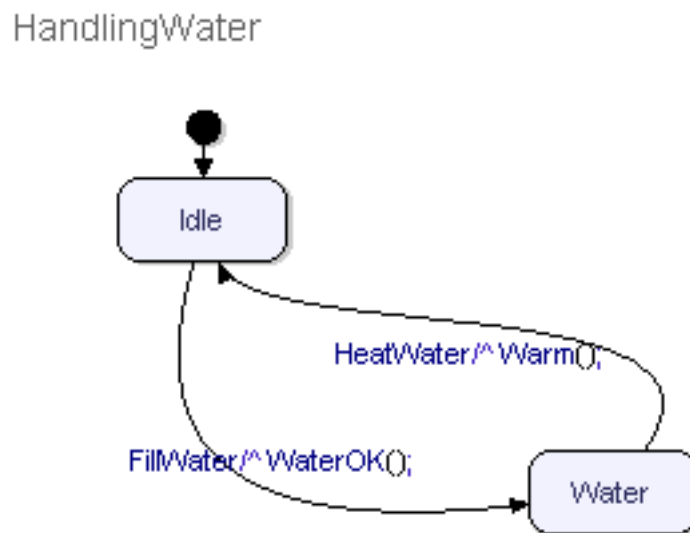 HandlingWater
Idle
HeatWater/^Warm();
FillWater/^WaterOK();
Water